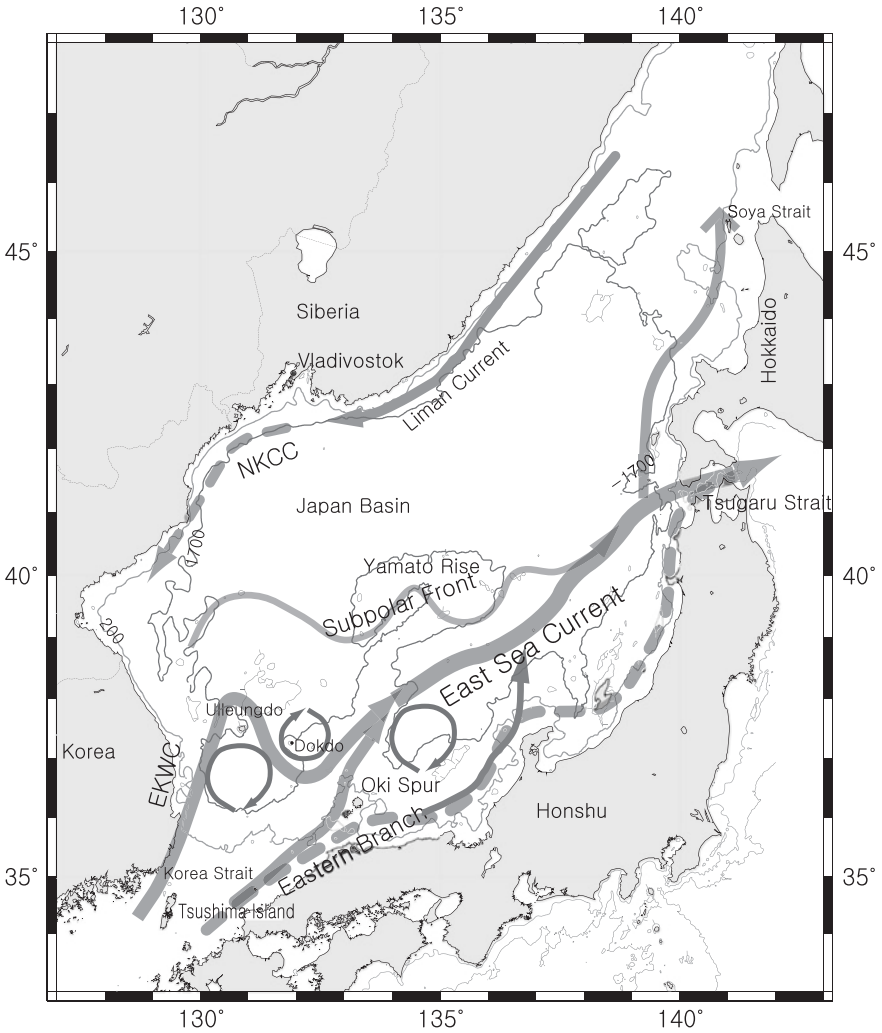 130°
135°
140°
Soya Strait
45°
45°
Siberia
Hokkaido
Vladivostok
Liman Current
NKCC
-1700
Japan Basin
Tsugaru Strait
1700
Yamato Rise
40°
40°
Subpolar Front
200
East Sea Current
Ulleungdo
Dokdo
Korea
EKWC
Oki Spur
Honshu
Eastern Branch
Korea Strait
35°
35°
Tsushima Island
130°
135°
140°